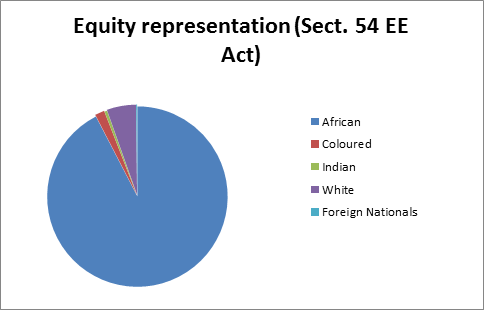 Equity representation (Sect. 54 EE
Act)
African
Coloured
Indian
White
Foreign Nationals